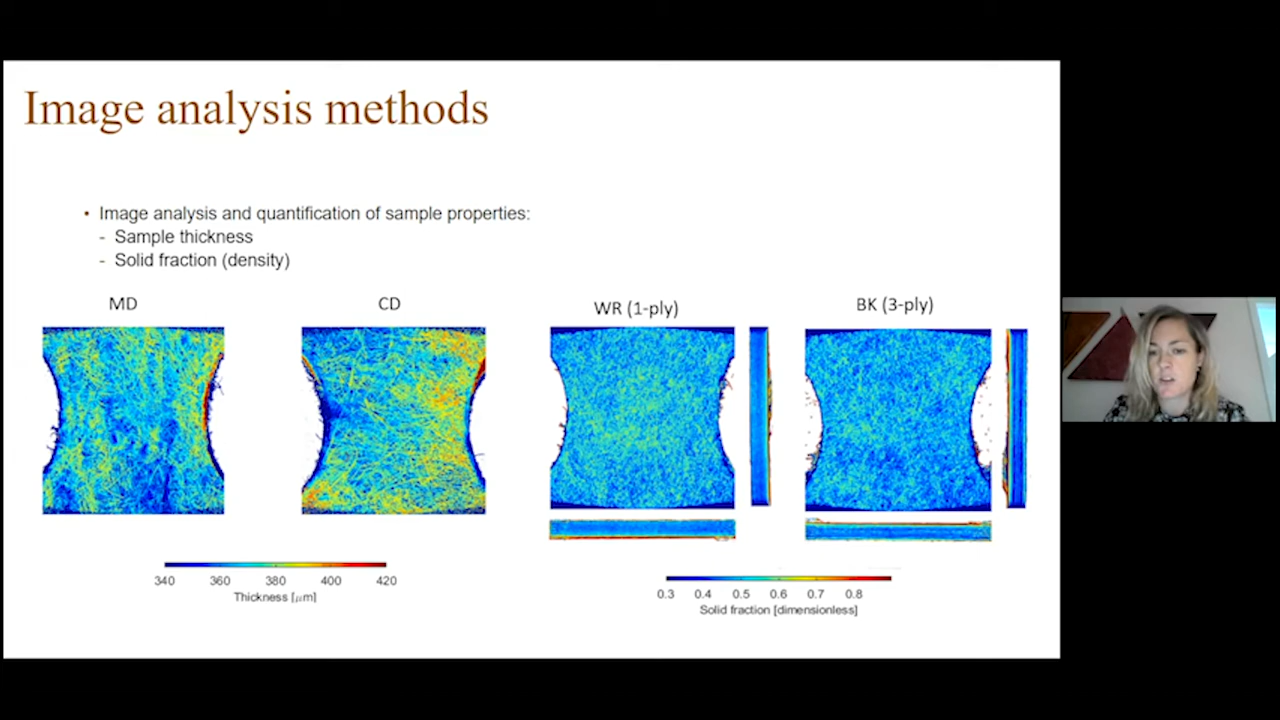 Image analysis methods
• Image analysis and quantification of sample properties:
- Sample thickness
- Solid fraction (density)
MD
CD
WR (1-ply)
BK (3-ply)
340 360 380 400 420
Thickness [μm]
0.3 0.4 0.5 0.6 0.7 0.8
Solid fraction [dimensionless]